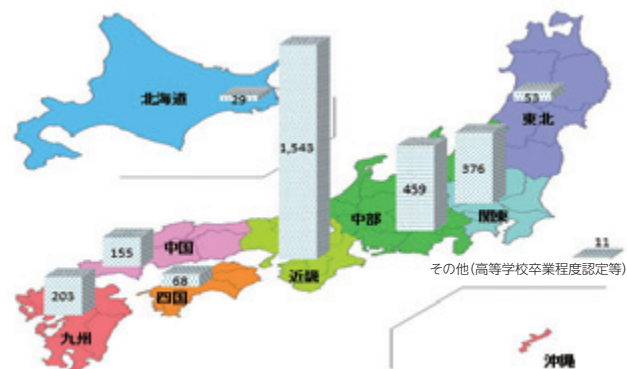 北海道
29
53
東北
1,543
376
459
関東
中部
11
その他(高等学校卒業程度認定等)
155
中国
近畿
68
四国
203
九州
沖縄